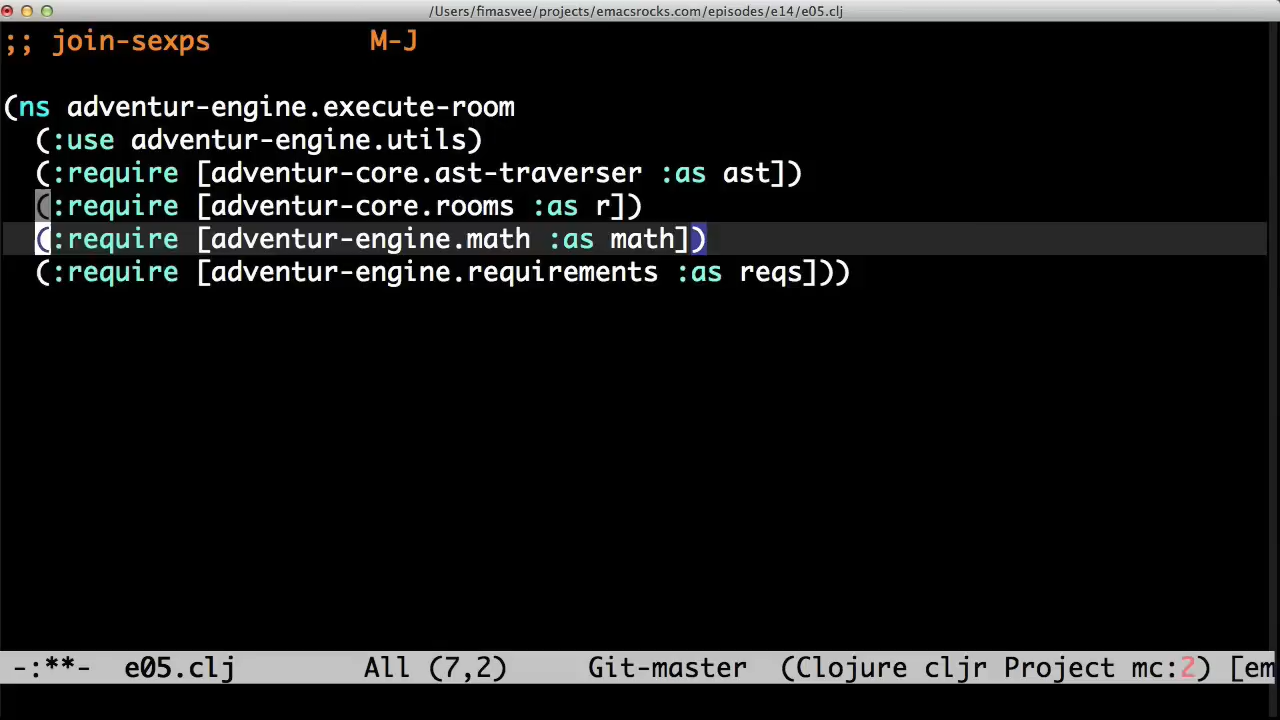 /Users/fimasvee/projects/emacsrocks.com/episodes/e14/e05.clj
;; join-sexps M-J
(ns adventur-engine.execute-room
(:use adventur-engine.utils)
(:require [adventur-core.ast-traverser :as ast])
(:require [adventur-core.rooms :as r])
(:require [adventur-engine.math :as math])
(:require [adventur-engine.requirements :as reqs]))
-:**- e05.clj All (7,2) Git-master (Clojure cljr Project mc:2) [em